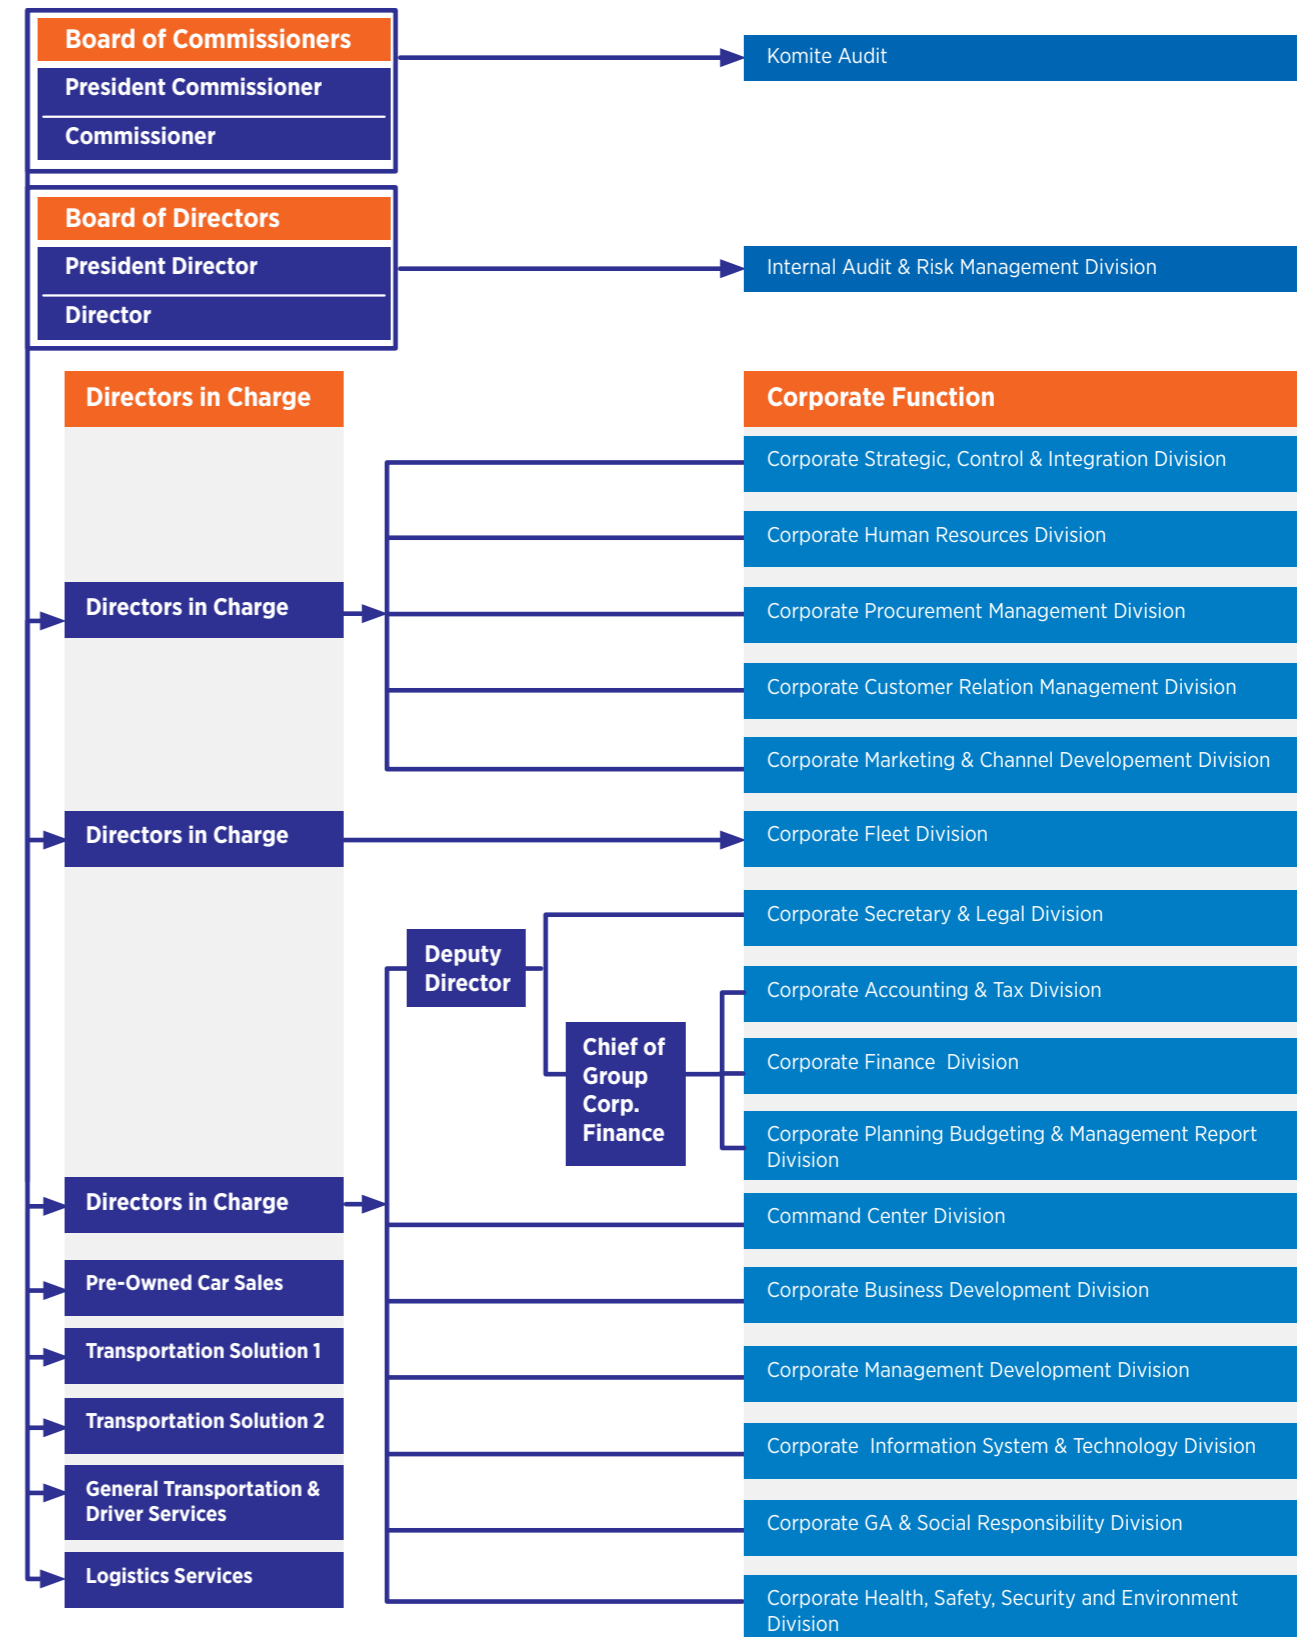 Board of Commissioners
President Commissioner
Commissioner
Komite Audit
Board of Directors
President Director
Director
Internal Audit & Risk Management Division
Directors in Charge
Corporate Function
Corporate Strategic, Control & Integration Division
Corporate Human Resources Division
Directors in Charge
Corporate Procurement Management Division
Corporate Customer Relation Management Division
Corporate Marketing & Channel Developement Division
Directors in Charge
Corporate Fleet Division
Corporate Secretary & Legal Division
Deputy
Director
Corporate Accounting & Tax Division
Chief of
Group
Corp.
Finance
Corporate Finance  Division
Corporate Planning Budgeting & Management Report
Division
Directors in Charge
Command Center Division
Pre-Owned Car Sales
Corporate Business Development Division
Transportation Solution 1
Corporate Management Development Division
Transportation Solution 2
Corporate  Information System & Technology Division
General Transportation &
Driver Services
Corporate GA & Social Responsibility Division
Logistics Services
Corporate Health, Safety, Security and Environment
Division